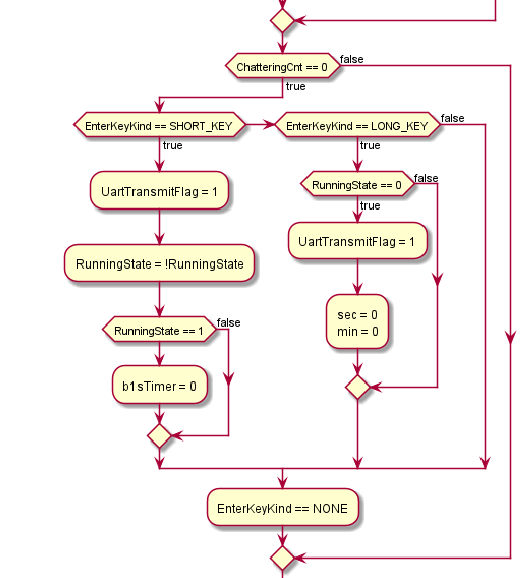 ChatteringCnt == 0
false
true
EnterKeyKind == SHORT_KEY
EnterKeyKind == LONG_KEY
false
true
true
UartTransmitFlag = 1
RunningState == 0
false
true
RunningState = !RunningState
UartTransmitFlag = 1
RunningState == 1
false
sec = 0
min = 0
b1sTimer = 0
EnterKeyKind == NONE